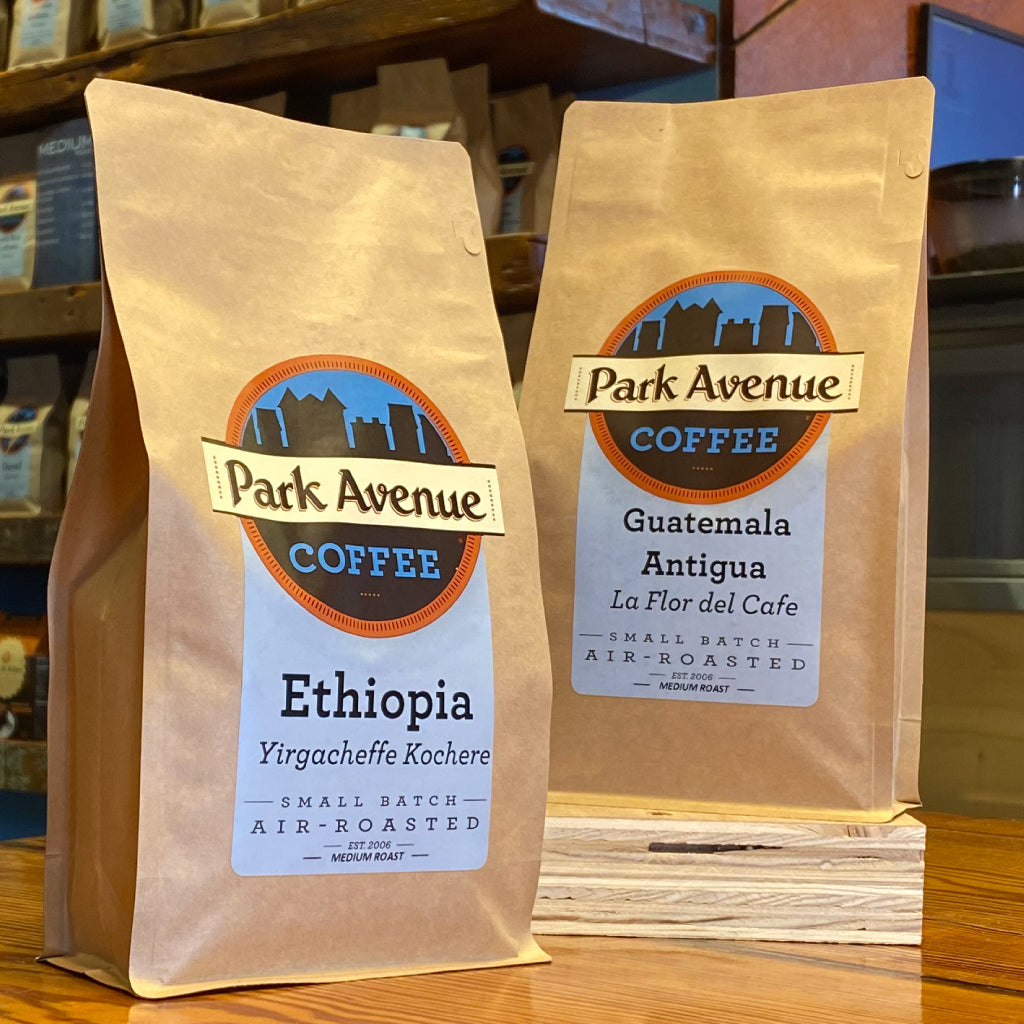 MEDIUM
Park Avenue
COFFEE
Ethiopia
Yirgacheffe Kochere
SMALL BATCH
AIR-ROASTED
EST. 2006
MEDIUM ROAST
Park Avenue
COFFEE
Guatemala
Antigua
La Flor del Cafe
SMALL BATCH
AIR-ROASTED
EST. 2006
MEDIUM ROAST